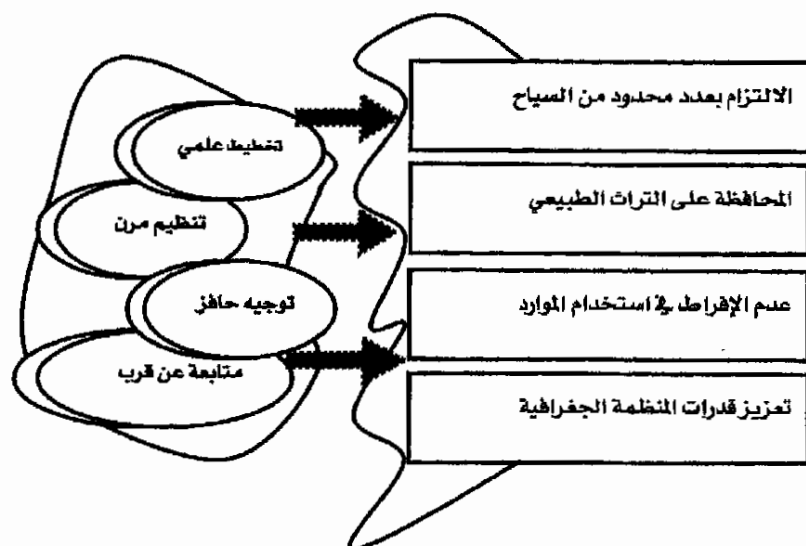 الالتزام بعدد محدود من السياح
المحافظة على التراث الطبيعي
عدم الإفراط في استخدام الموارد
تعزيز قدرات المنظمة الجغرافية
تخطيط علمي
تنظيم مرن
توجيه حافز
متابعة عن قرب